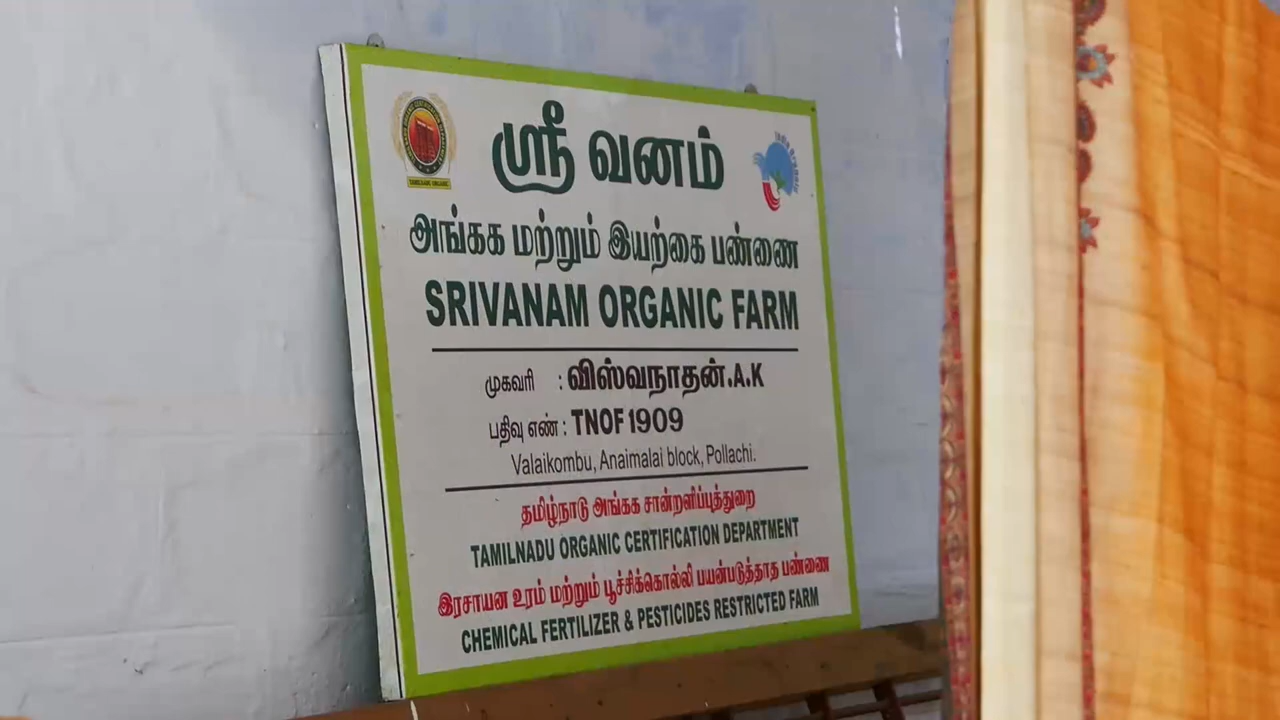 ஸ்ரீ வனம்
அங்கக மற்றும் இயற்கை பண்ணை
SRIVANAM ORGANIC FARM
முகவரி : விஸ்வநாதன்.A.K
பதிவு எண் : TNOF 1909
Valaikombu, Anaimalai block, Pollachi.
தமிழ்நாடு அங்கக சான்றளிப்புத்துறை
TAMILNADU ORGANIC CERTIFICATION DEPARTMENT
இரசாயன உரம் மற்றும் பூச்சிக்கொல்லி பயன்படுத்தாத பண்ணை
CHEMICAL FERTILIZER & PESTICIDES RESTRICTED FARM
TAMILNADU ORGANIC